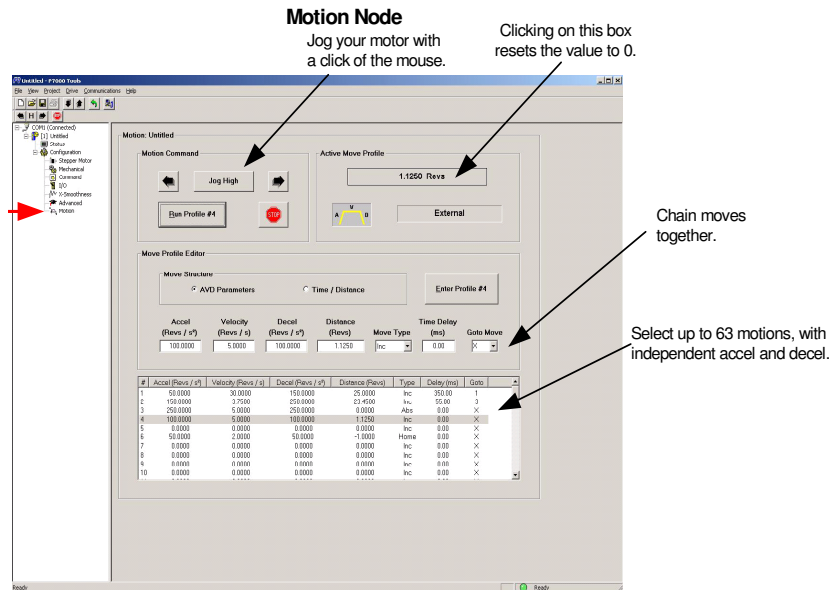 Motion Node
Jog your motor with
a click of the mouse.
Clicking on this box
resets the value to 0.
Untitled - P7000 Tools
File View Project Drive Communications Help
COM1 (Connected)
[1] Untitled
Status
Configuration
Stepper Motor
Mechanical
Command
I/O
X-Smoothness
Advanced
Motion
Motion: Untitled
Motion Command
Jog High
Run Profile #4
STOP
Active Move Profile
1.1250 Revs
A V D
External
Chain moves
together.
Move Profile Editor
Move Structure
AVD Parameters
Time / Distance
Enter Profile #4
Accel (Revs / s²) Velocity (Revs / s) Decel (Revs / s²) Distance (Revs) Move Type Time Delay (ms) Goto Move
100.0000 5.0000 100.0000 1.1250 Inc 0.00 X
Select up to 63 motions, with
independent accel and decel.
# Accel (Revs / s²) Velocity (Revs / s) Decel (Revs / s²) Distance (Revs) Type Delay (ms) Goto
1 50.0000 30.0000 150.0000 25.0000 Inc 350.00 1
2 150.0000 3.7500 250.0000 23.4500 Inc 55.00 3
3 250.0000 5.0000 250.0000 0.0000 Abs 0.00 X
4 100.0000 5.0000 100.0000 1.1250 Inc 0.00 X
5 0.0000 0.0000 0.0000 0.0000 Inc 0.00 X
6 50.0000 2.0000 50.0000 -1.0000 Home 0.00 X
7 0.0000 0.0000 0.0000 0.0000 Inc 0.00 X
8 0.0000 0.0000 0.0000 0.0000 Inc 0.00 X
9 0.0000 0.0000 0.0000 0.0000 Inc 0.00 X
10 0.0000 0.0000 0.0000 0.0000 Inc 0.00 X
Ready
Ready